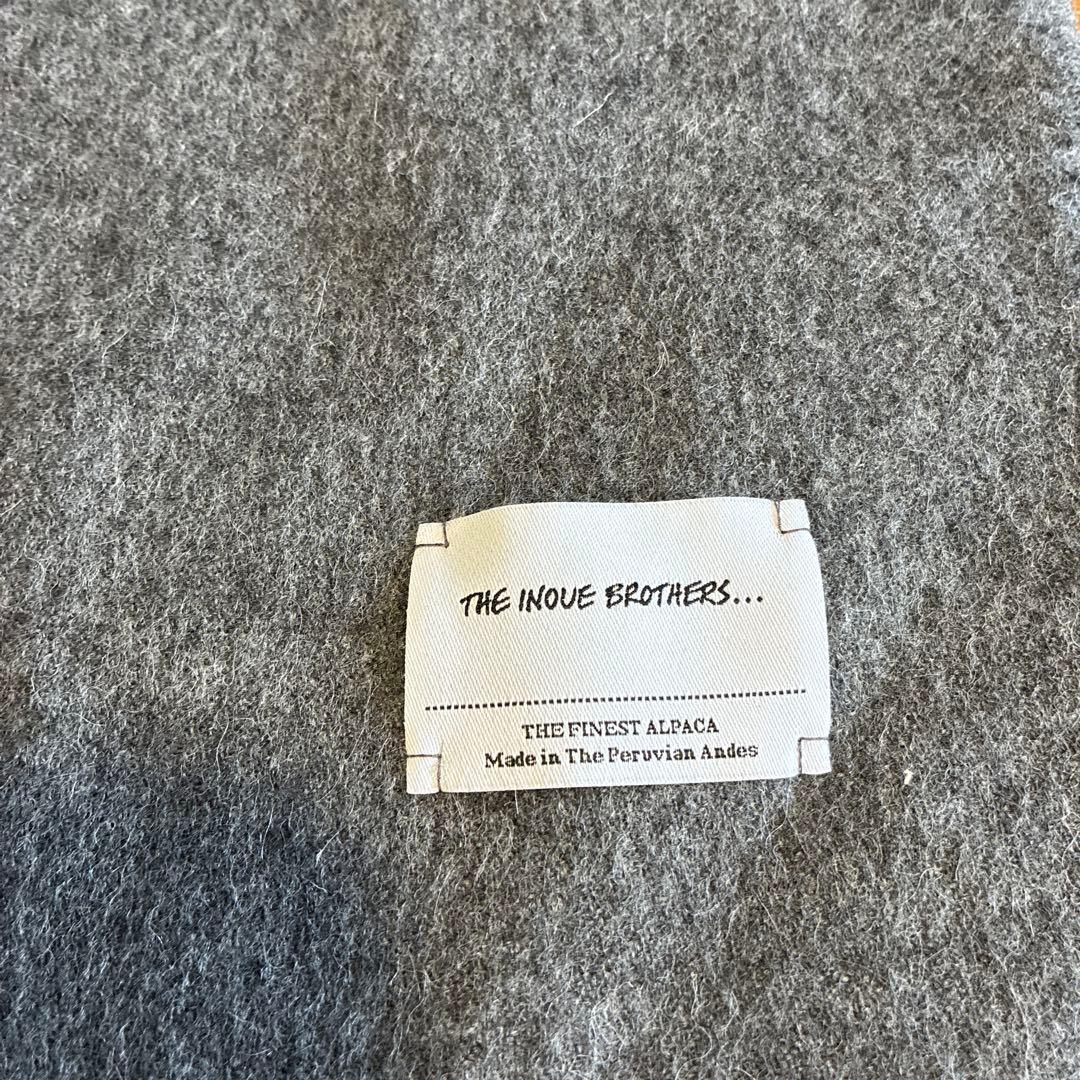 THE INOUE BROTHERS...
THE FINEST ALPACA
Made in The Peruvian Andes